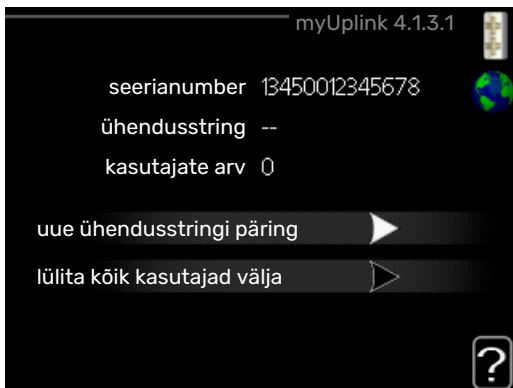 myUplink 4.1.3.1
seerianumber 13450012345678
ühendusstring --
kasutajate arv 0
uue ühendusstringi päring
lülita kõik kasutajad välja
?